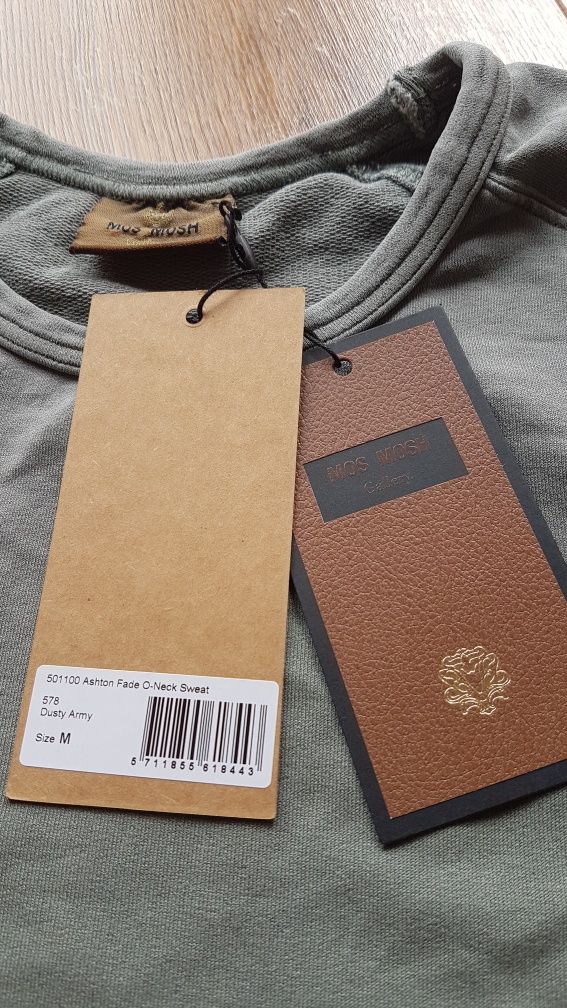 MOS MOSH
MOS MOSH
Gallery
501100 Ashton Fade O-Neck Sweat
578
Dusty Army
Size M
5 711855 618443